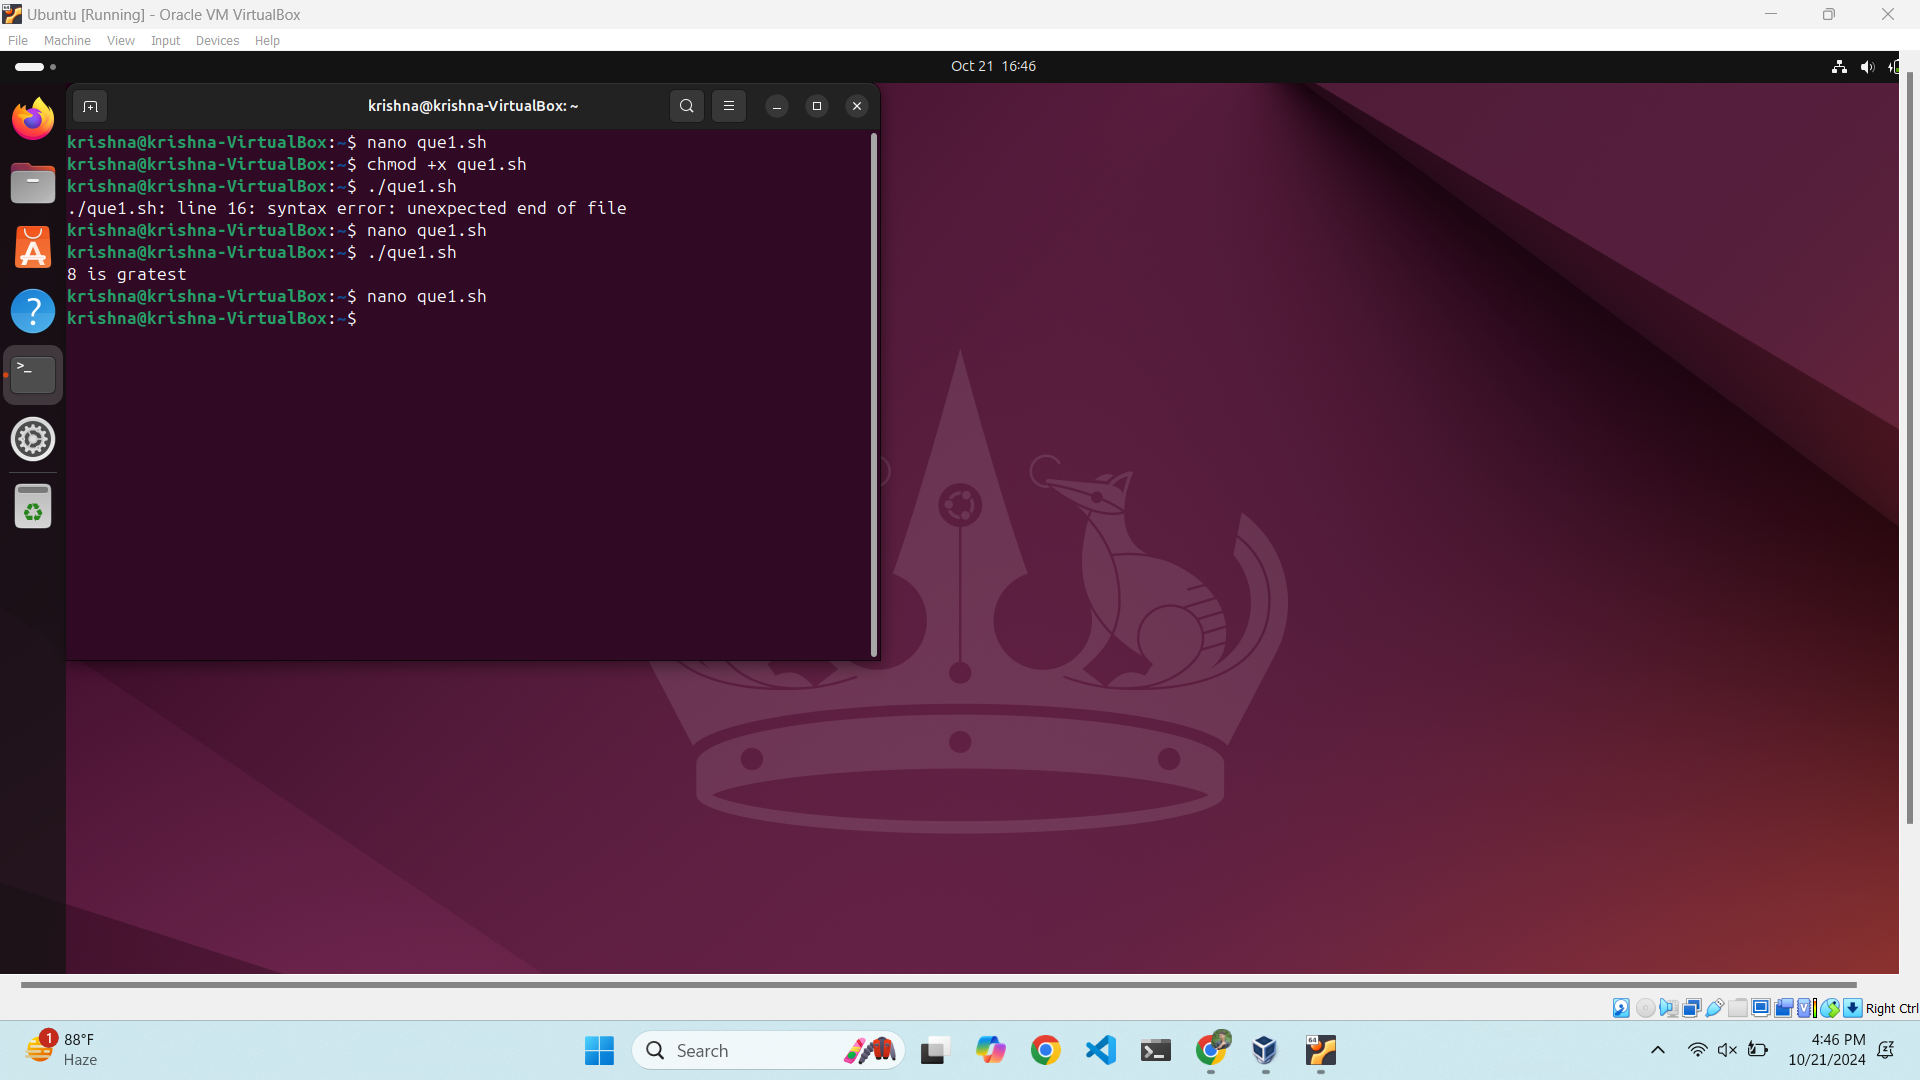 Ubuntu [Running] - Oracle VM VirtualBox
File Machine View Input Devices Help
Oct 21 16:46
krishna@krishna-VirtualBox: ~
krishna@krishna-VirtualBox:~$ nano que1.sh
krishna@krishna-VirtualBox:~$ chmod +x que1.sh
krishna@krishna-VirtualBox:~$ ./que1.sh
./que1.sh: line 16: syntax error: unexpected end of file
krishna@krishna-VirtualBox:~$ nano que1.sh
krishna@krishna-VirtualBox:~$ ./que1.sh
8 is gratest
krishna@krishna-VirtualBox:~$ nano que1.sh
krishna@krishna-VirtualBox:~$
Right Ctrl
1 88°F
Haze
Search
64
4:46 PM
10/21/2024